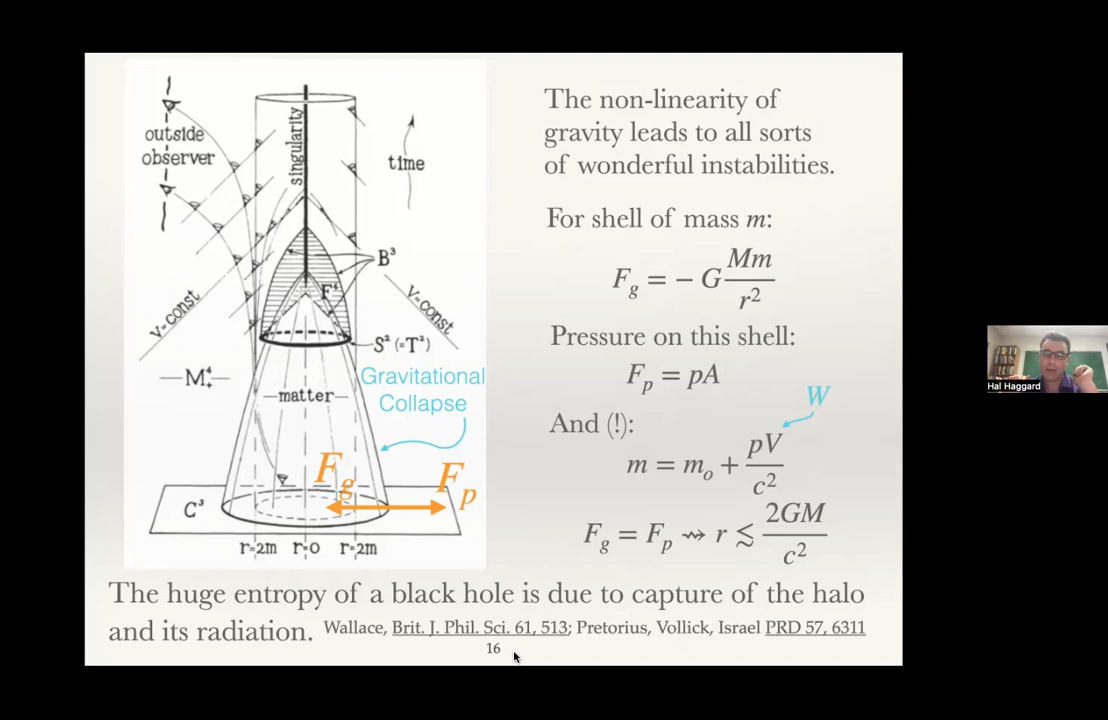 outside
observer
singularity
time
B³
F⁴
V=const
V=const
S² (=T²)
M⁴₊
matter
Gravitational
Collapse
F_g
F_p
C³
r=2m r=0 r=2m
The non-linearity of
gravity leads to all sorts
of wonderful instabilities.
For shell of mass m:
F_g = − G Mm / r²
Pressure on this shell:
F_p = pA
W
And (!):
m = m_o + pV / c²
F_g = F_p ⇝ r ≲ 2GM / c²
The huge entropy of a black hole is due to capture of the halo
and its radiation. Wallace, Brit. J. Phil. Sci. 61, 513; Pretorius, Vollick, Israel PRD 57, 6311
16
Hal Haggard